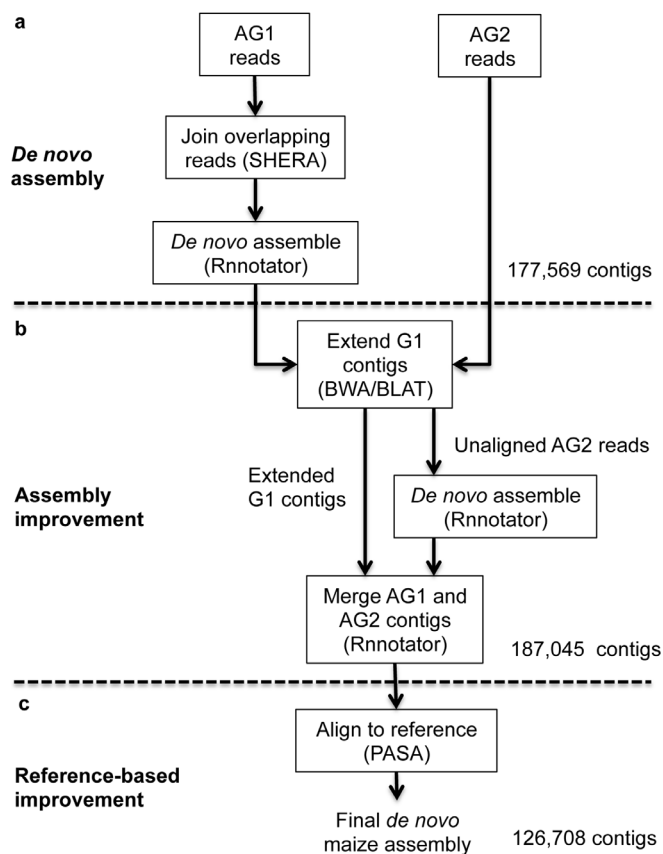 a
AG1
reads
AG2
reads
Join overlapping
reads (SHERA)
De novo
assembly
De novo assemble
(Rnnotator)
177,569 contigs
b
Extend G1
contigs
(BWA/BLAT)
Unaligned AG2 reads
Extended
G1 contigs
De novo assemble
(Rnnotator)
Assembly
improvement
Merge AG1 and
AG2 contigs
(Rnnotator)
187,045 contigs
c
Align to reference
(PASA)
Reference-based
improvement
Final de novo
maize assembly
126,708 contigs